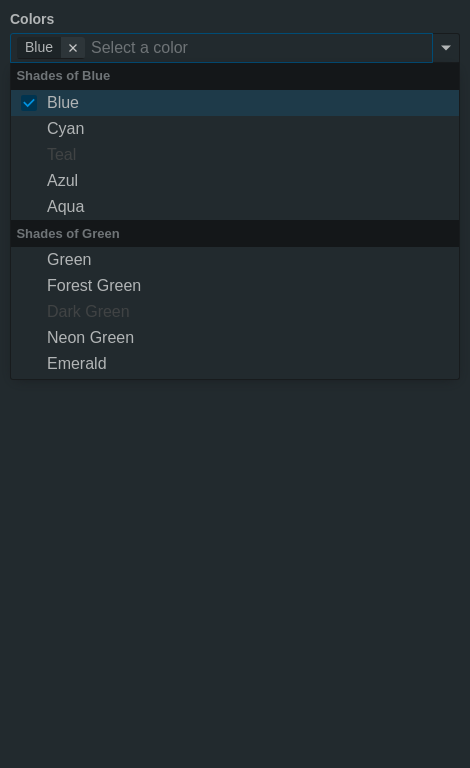 Colors
Blue Select a color
Shades of Blue
Blue
Cyan
Teal
Azul
Aqua
Shades of Green
Green
Forest Green
Dark Green
Neon Green
Emerald